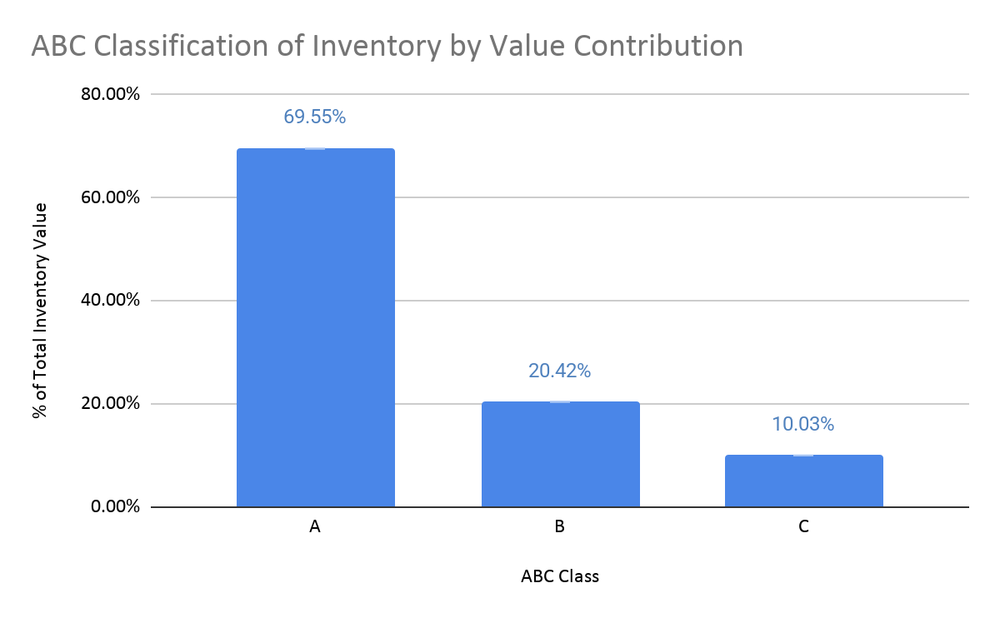 ABC Classification of Inventory by Value Contribution
80.00%
69.55%
60.00%
40.00%
20.42%
20.00%
10.03%
0.00%
% of Total Inventory Value
A B C
ABC Class